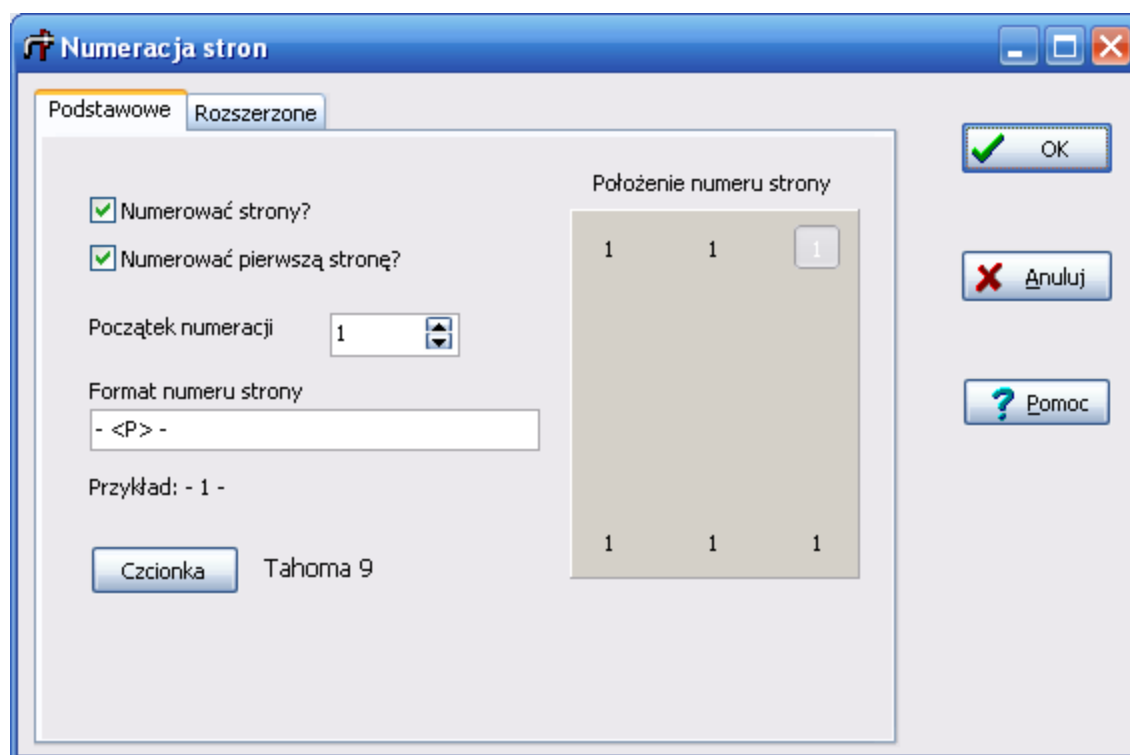 Numeracja stron
Podstawowe Rozszerzone
OK
Położenie numeru strony
Numerować strony?
1 1 1
Numerować pierwszą stronę?
Anuluj
Początek numeracji 1
Format numeru strony
Pomoc
- <P> -
Przykład: - 1 -
1 1 1
Czcionka Tahoma 9